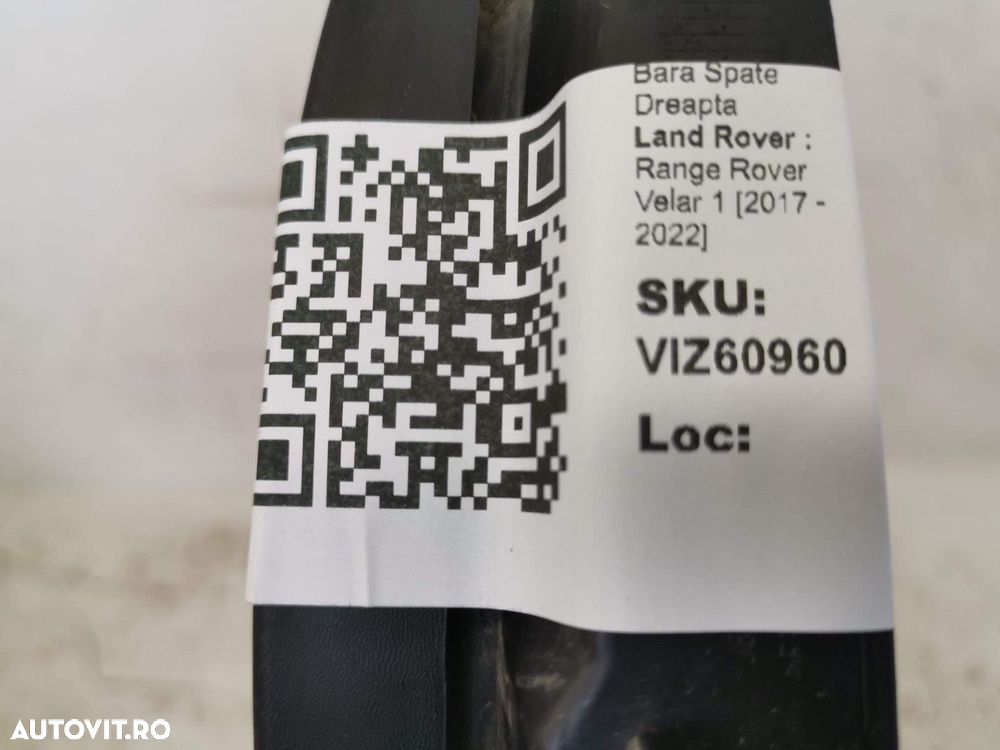 Bara Spate
Dreapta
Land Rover :
Range Rover
Velar 1 [2017 -
2022]
SKU:
VIZ60960
Loc:
AUTOVIT.RO